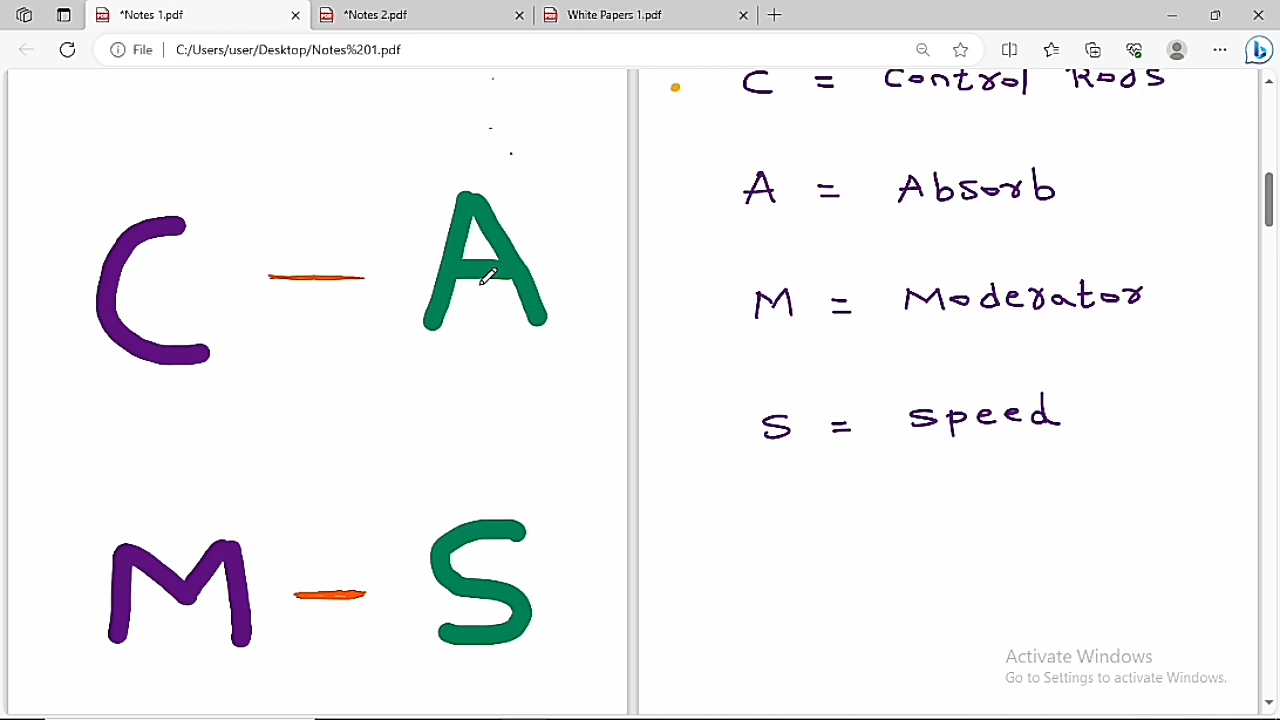 *Notes 1.pdf
*Notes 2.pdf
White Papers 1.pdf
File
C:/Users/user/Desktop/Notes%201.pdf
C - A
M - S
C = Control Rods
A = Absorb
M = Moderator
S = Speed
Activate Windows
Go to Settings to activate Windows.